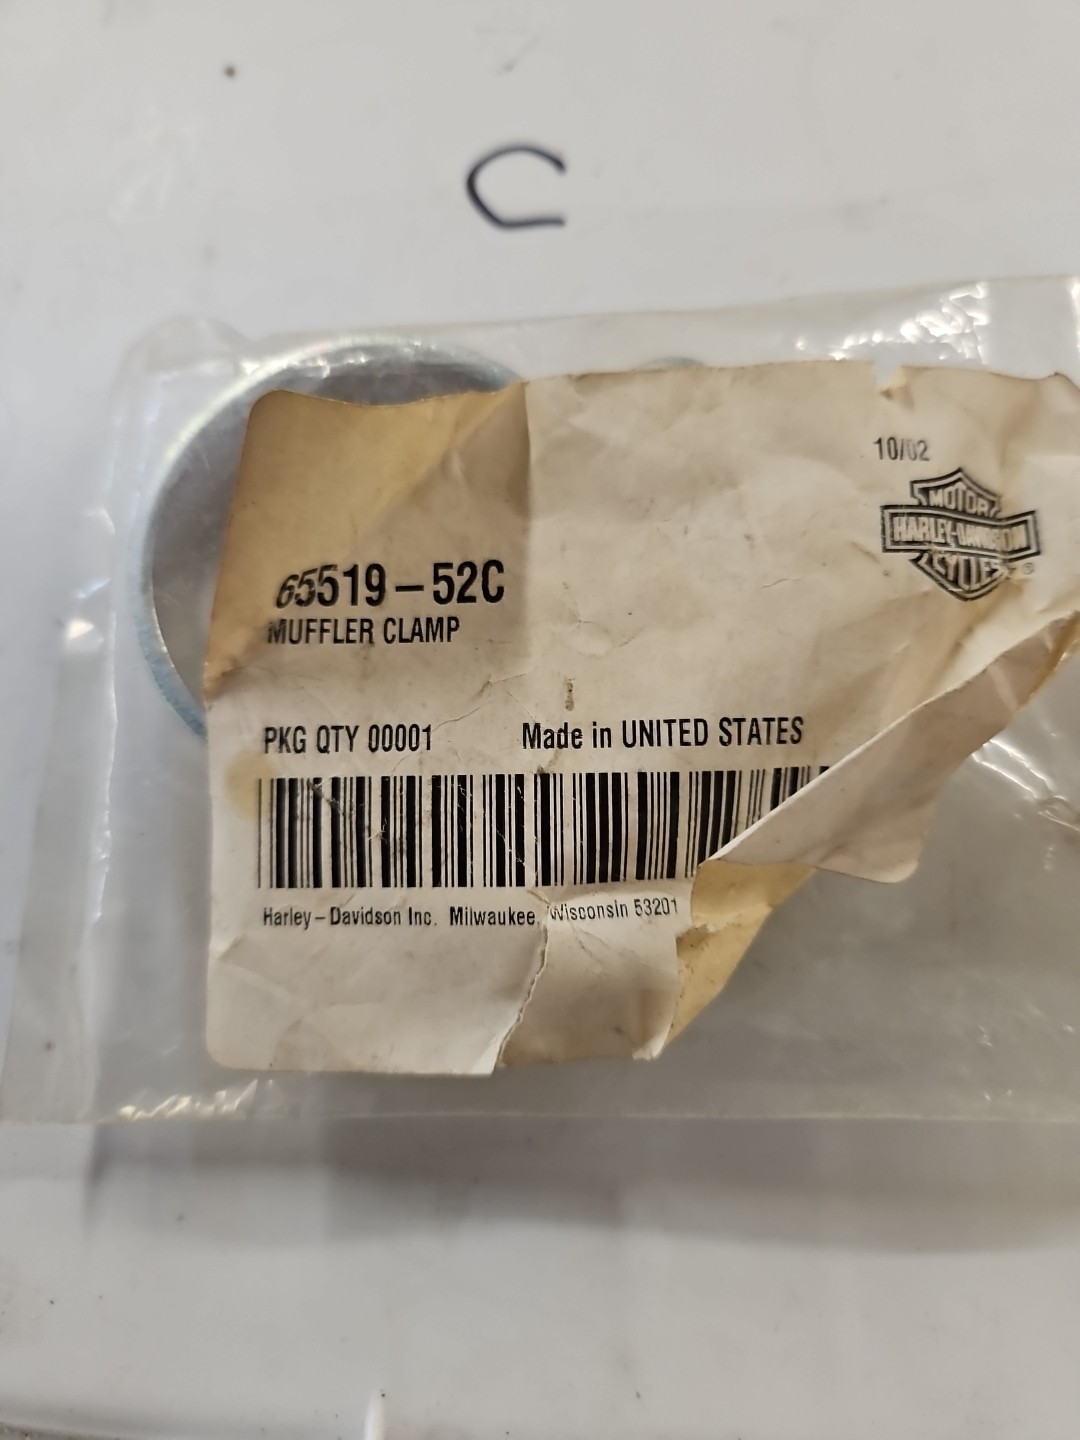 C
10/02
MOTOR
HARLEY-DAVIDSON
CYCLES
®
65519-52C
MUFFLER CLAMP
PKG QTY 00001 Made in UNITED STATES
Harley-Davidson Inc. Milwaukee, Wisconsin 53201